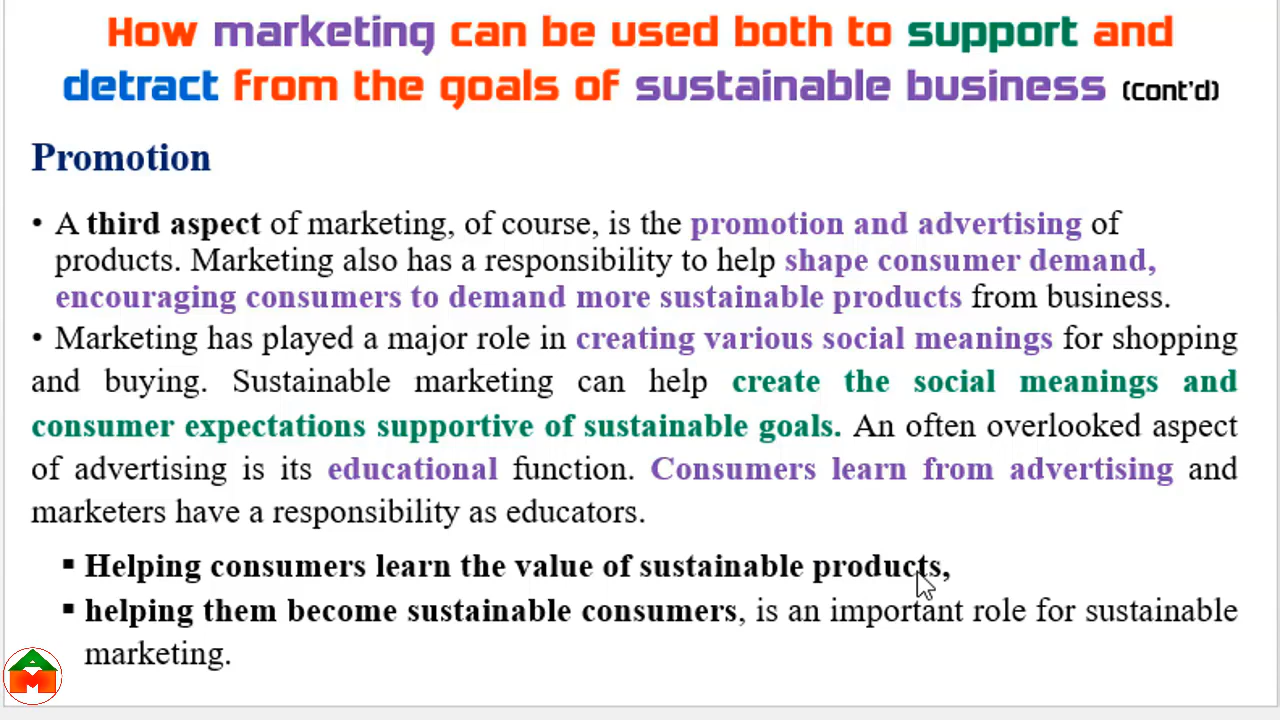 How marketing can be used both to support and
detract from the goals of sustainable business (Cont'd)
Promotion
• A third aspect of marketing, of course, is the promotion and advertising of
products. Marketing also has a responsibility to help shape consumer demand,
encouraging consumers to demand more sustainable products from business.
• Marketing has played a major role in creating various social meanings for shopping
and buying. Sustainable marketing can help create the social meanings and
consumer expectations supportive of sustainable goals. An often overlooked aspect
of advertising is its educational function. Consumers learn from advertising and
marketers have a responsibility as educators.
▪ Helping consumers learn the value of sustainable products,
▪ helping them become sustainable consumers, is an important role for sustainable
marketing.